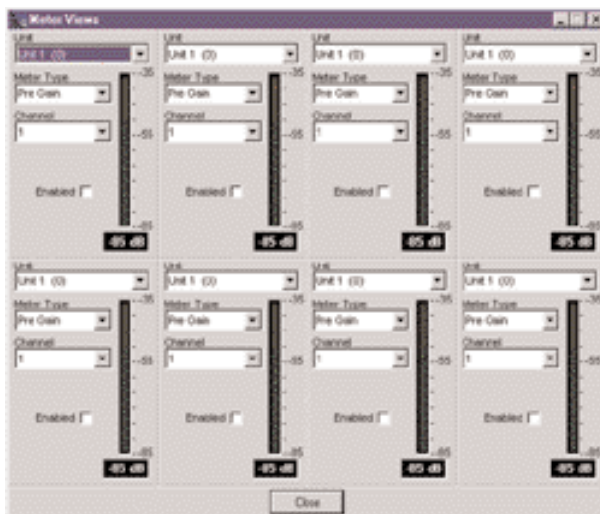 Meter Views
Unit Unit Unit Unit
Unit 1 (0) Unit 1 (0) Unit 1 (0) Unit 1 (0)
-35 -35 -35 -35
Meter Type Meter Type Meter Type Meter Type
Pre Gain Pre Gain Pre Gain Pre Gain
Channel Channel Channel Channel
1 1 1 1
-55 -55 -55 -55
Enabled Enabled Enabled Enabled
-85 -85 -85 -85
-85 dB -85 dB -85 dB -85 dB
Unit Unit Unit Unit
Unit 1 (0) Unit 1 (0) Unit 1 (0) Unit 1 (0)
-35 -35 -35 -35
Meter Type Meter Type Meter Type Meter Type
Pre Gain Pre Gain Pre Gain Pre Gain
Channel Channel Channel Channel
1 1 1 1
-55 -55 -55 -55
Enabled Enabled Enabled Enabled
-85 -85 -85 -85
-85 dB -85 dB -85 dB -85 dB
Close